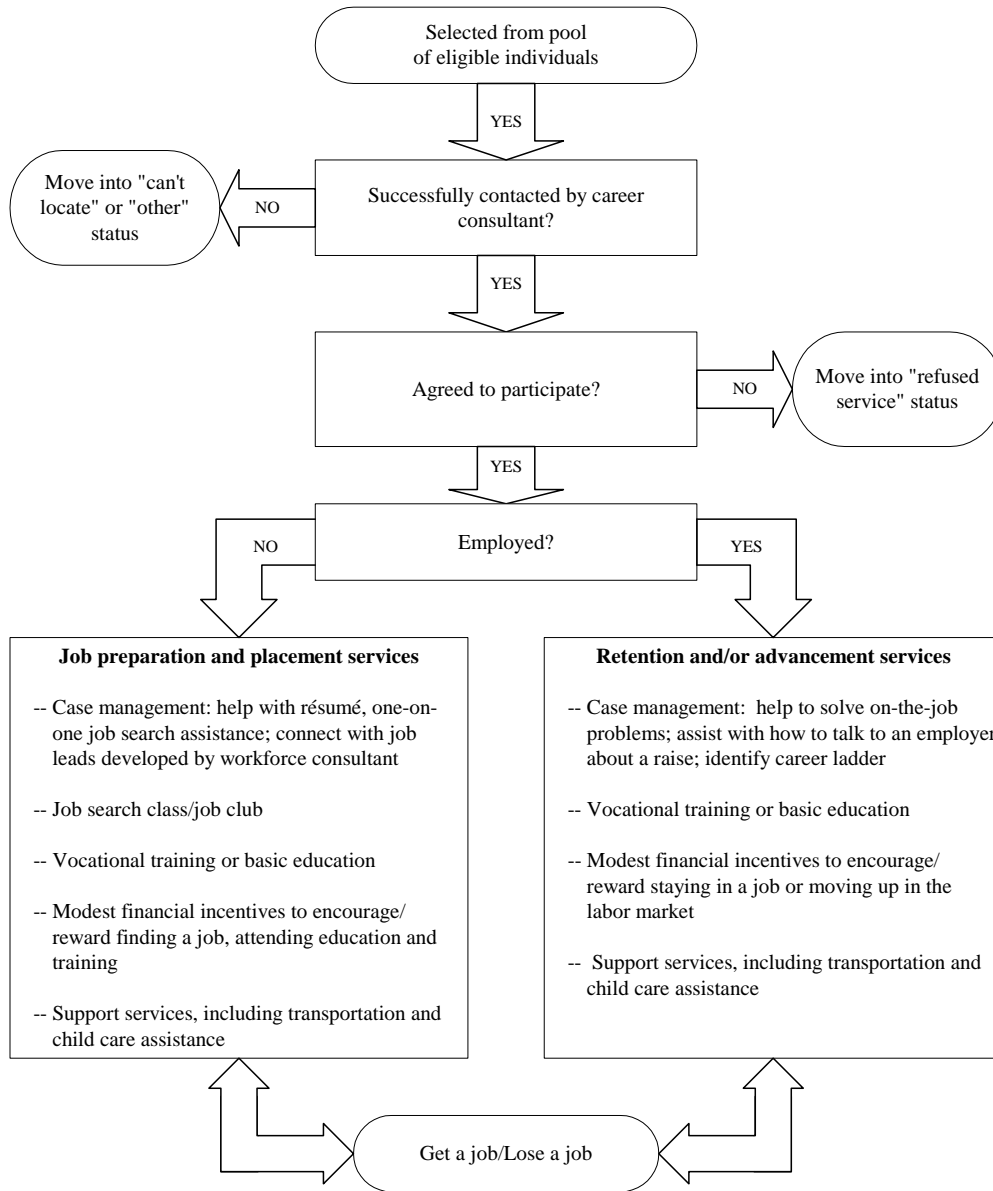 Selected from pool
of eligible individuals
YES
Move into "can't
locate" or "other"
status
NO
Successfully contacted by career
consultant?
YES
Agreed to participate?
NO
Move into "refused
service" status
YES
NO
Employed?
YES
Job preparation and placement services
-- Case management: help with résumé, one-on-
one job search assistance; connect with job
leads developed by workforce consultant
-- Job search class/job club
-- Vocational training or basic education
-- Modest financial incentives to encourage/
reward finding a job, attending education and
training
-- Support services, including transportation and
child care assistance
Retention and/or advancement services
-- Case management:  help to solve on-the-job
problems; assist with how to talk to an employer
about a raise; identify career ladder
-- Vocational training or basic education
-- Modest financial incentives to encourage/
reward staying in a job or moving up in the
labor market
--  Support services, including transportation and
child care assistance
Get a job/Lose a job